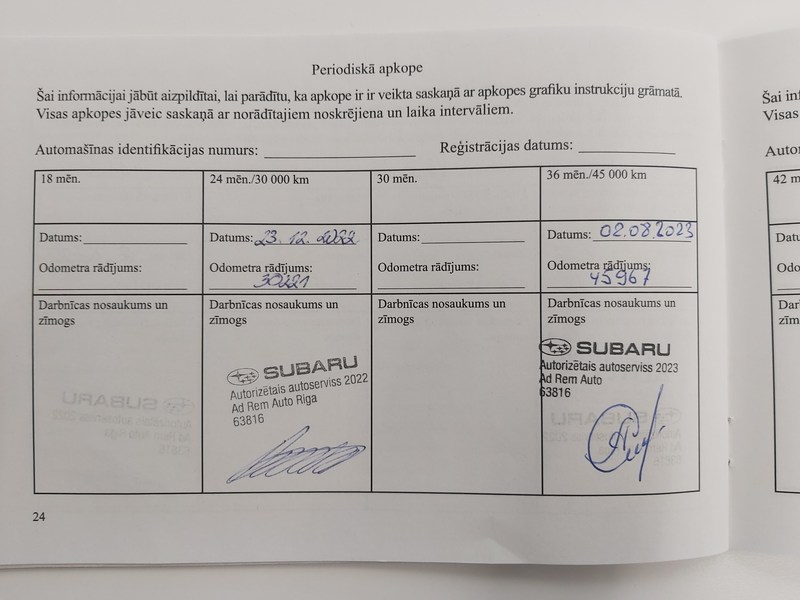 Periodiskā apkope
Šai informācijai jābūt aizpildītai, lai parādītu, ka apkope ir ir veikta saskaņā ar apkopes grafiku instrukciju grāmatā.
Visas apkopes jāveic saskaņā ar norādītajiem noskrējiena un laika intervāliem.
Automašīnas identifikācijas numurs:
Reģistrācijas datums:
18 mēn.
24 mēn./30 000 km
30 mēn.
36 mēn./45 000 km
Datums:
Datums: 23.12.2022
Datums:
Datums: 02.08.2023
Odometra rādījums:
Odometra rādījums:
30221
Odometra rādījums:
Odometra rādījums:
45967
Darbnīcas nosaukums un
zīmogs
Darbnīcas nosaukums un
zīmogs
SUBARU
Autorizētais autoserviss 2022
Ad Rem Auto Riga
63816
Darbnīcas nosaukums un
zīmogs
Darbnīcas nosaukums un
zīmogs
SUBARU
Autorizētais autoserviss 2023
Ad Rem Auto
63816
24
Šai inf
Visas
Autor
42 m
Datu
Odo
Dar
zīm